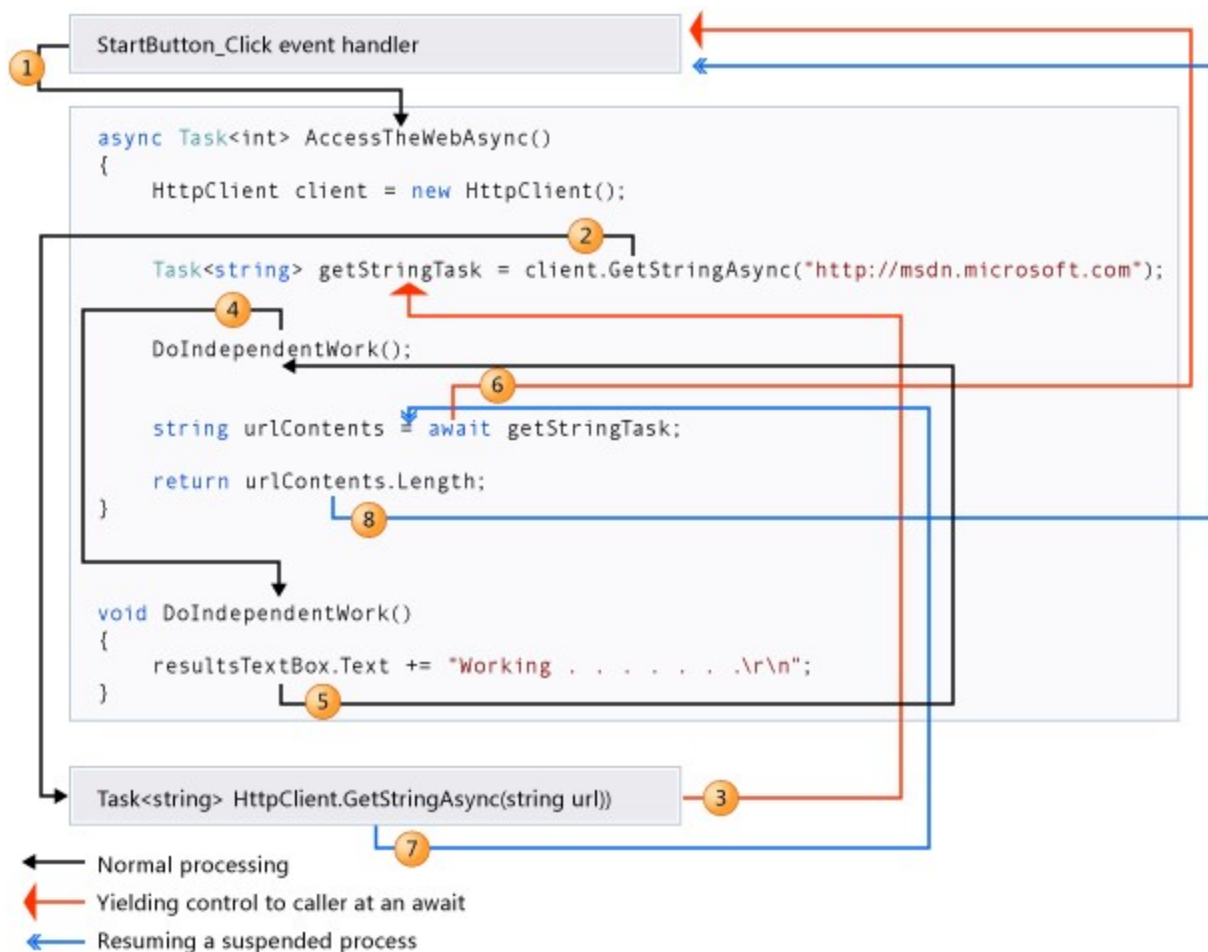 StartButton_Click event handler
1
async Task<int> AccessTheWebAsync()
{
HttpClient client = new HttpClient();
2
Task<string> getStringTask = client.GetStringAsync("http://msdn.microsoft.com");
4
DoIndependentWork();
6
string urlContents = await getStringTask;
return urlContents.Length;
}
8
void DoIndependentWork()
{
resultsTextBox.Text += "Working . . . . . . .\r\n";
}
5
Task<string> HttpClient.GetStringAsync(string url))
3
7
Normal processing
Yielding control to caller at an await
Resuming a suspended process